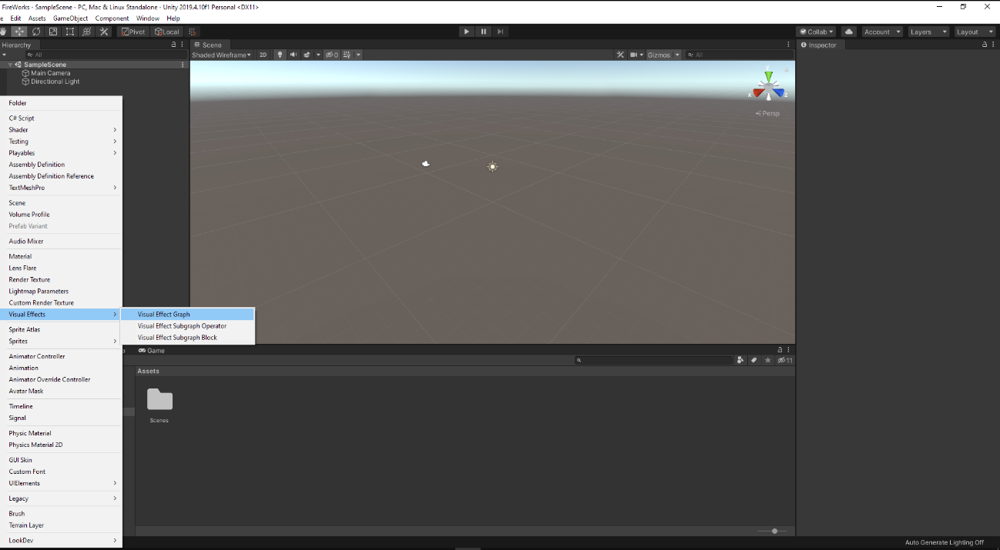 FireWorks - SampleScene - PC, Mac & Linux Standalone - Unity 2019.4.10f1 Personal <DX11>
Edit Assets GameObject Component Window Help
Pivot Local Collab Account Layers Layout
Hierarchy
All
SampleScene
Main Camera
Directional Light
Scene
Shaded Wireframe 2D 0 Gizmos All
y
x z
Persp
Inspector
Folder
C# Script
Shader
Testing
Playables
Assembly Definition
Assembly Definition Reference
TextMeshPro
Scene
Volume Profile
Prefab Variant
Audio Mixer
Material
Lens Flare
Render Texture
Lightmap Parameters
Custom Render Texture
Visual Effects
Sprite Atlas
Sprites
Animator Controller
Animation
Animator Override Controller
Avatar Mask
Timeline
Signal
Physic Material
Physics Material 2D
GUI Skin
Custom Font
UIElements
Legacy
Brush
Terrain Layer
LookDev
Visual Effect Graph
Visual Effect Subgraph Operator
Visual Effect Subgraph Block
Game
11
Assets
Scenes
Auto Generate Lighting Off